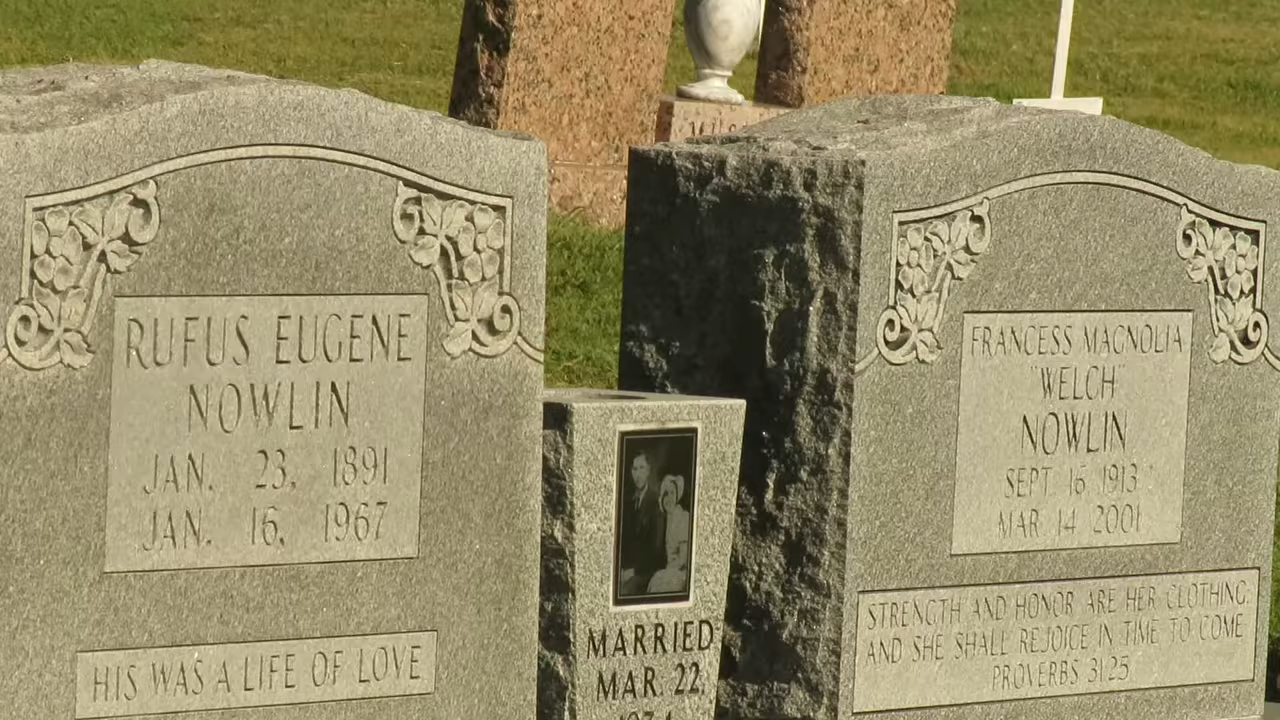 RUFUS EUGENE
NOWLIN
JAN. 23, 1891
JAN. 16, 1967
HIS WAS A LIFE OF LOVE
MARRIED
MAR. 22,
FRANCESS MAGNOLIA
"WELCH"
NOWLIN
SEPT. 16 1913
MAR 14 2001
STRENGTH AND HONOR ARE HER CLOTHING;
AND SHE SHALL REJOICE IN TIME TO COME
PROVERBS 31:25